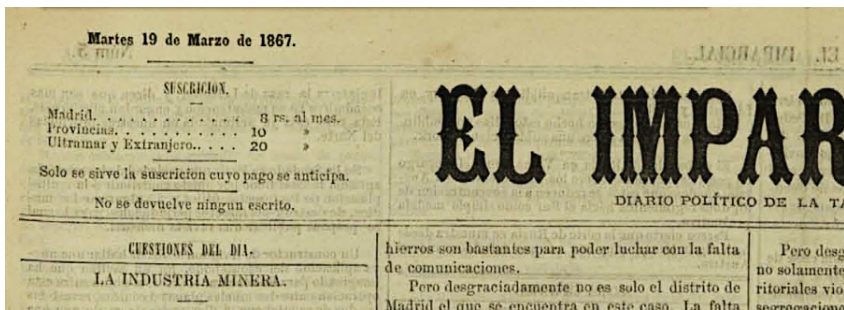 Martes 19 de Marzo de 1867.
SUSCRICION.
Madrid. . . . . . . . . . . . . 8 rs. al mes.
Provincias. . . . . . . . . . . 10 »
Ultramar y Extranjero. . . . . 20 »
Solo se sirve la suscricion cuyo pago se anticipa.
No se devuelve ningun escrito.
EL IMPAR
DIARIO POLÍTICO DE LA TA
CUESTIONES DEL DIA.
LA INDUSTRIA MINERA.
hierros son bastantes para poder luchar con la falta
de comunicaciones.
Pero desgraciadamente no es solo el distrito de
Madrid el que se encuentra en este caso. La falta
Pero desg
no solamente
ritoriales vio
segregacione